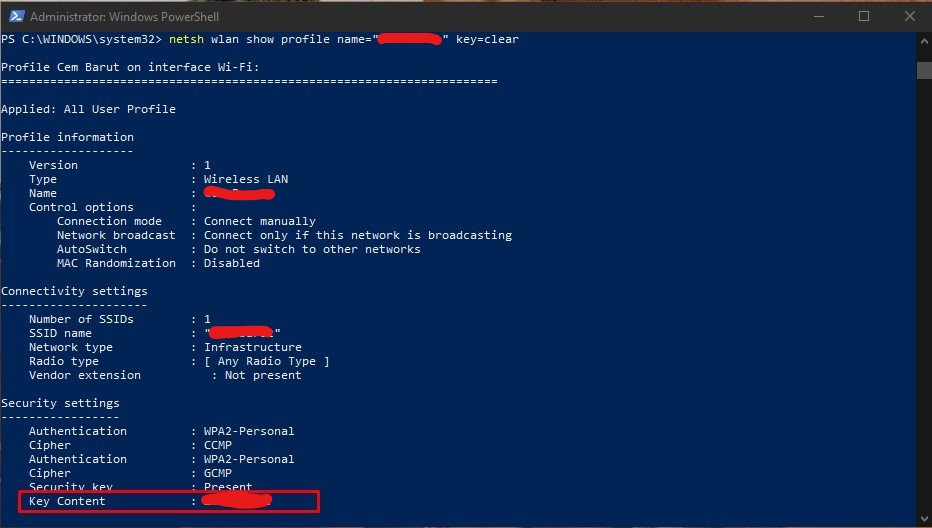 Administrator: Windows PowerShell
PS C:\WINDOWS\system32> netsh wlan show profile name=" " key=clear
Profile Cem Barut on interface Wi-Fi:
=======================================================================
Applied: All User Profile
Profile information
-------------------
Version : 1
Type : Wireless LAN
Name :
Control options :
Connection mode : Connect manually
Network broadcast : Connect only if this network is broadcasting
AutoSwitch : Do not switch to other networks
MAC Randomization : Disabled
Connectivity settings
---------------------
Number of SSIDs : 1
SSID name : " "
Network type : Infrastructure
Radio type : [ Any Radio Type ]
Vendor extension : Not present
Security settings
-----------------
Authentication : WPA2-Personal
Cipher : CCMP
Authentication : WPA2-Personal
Cipher : GCMP
Security key : Present
Key Content :